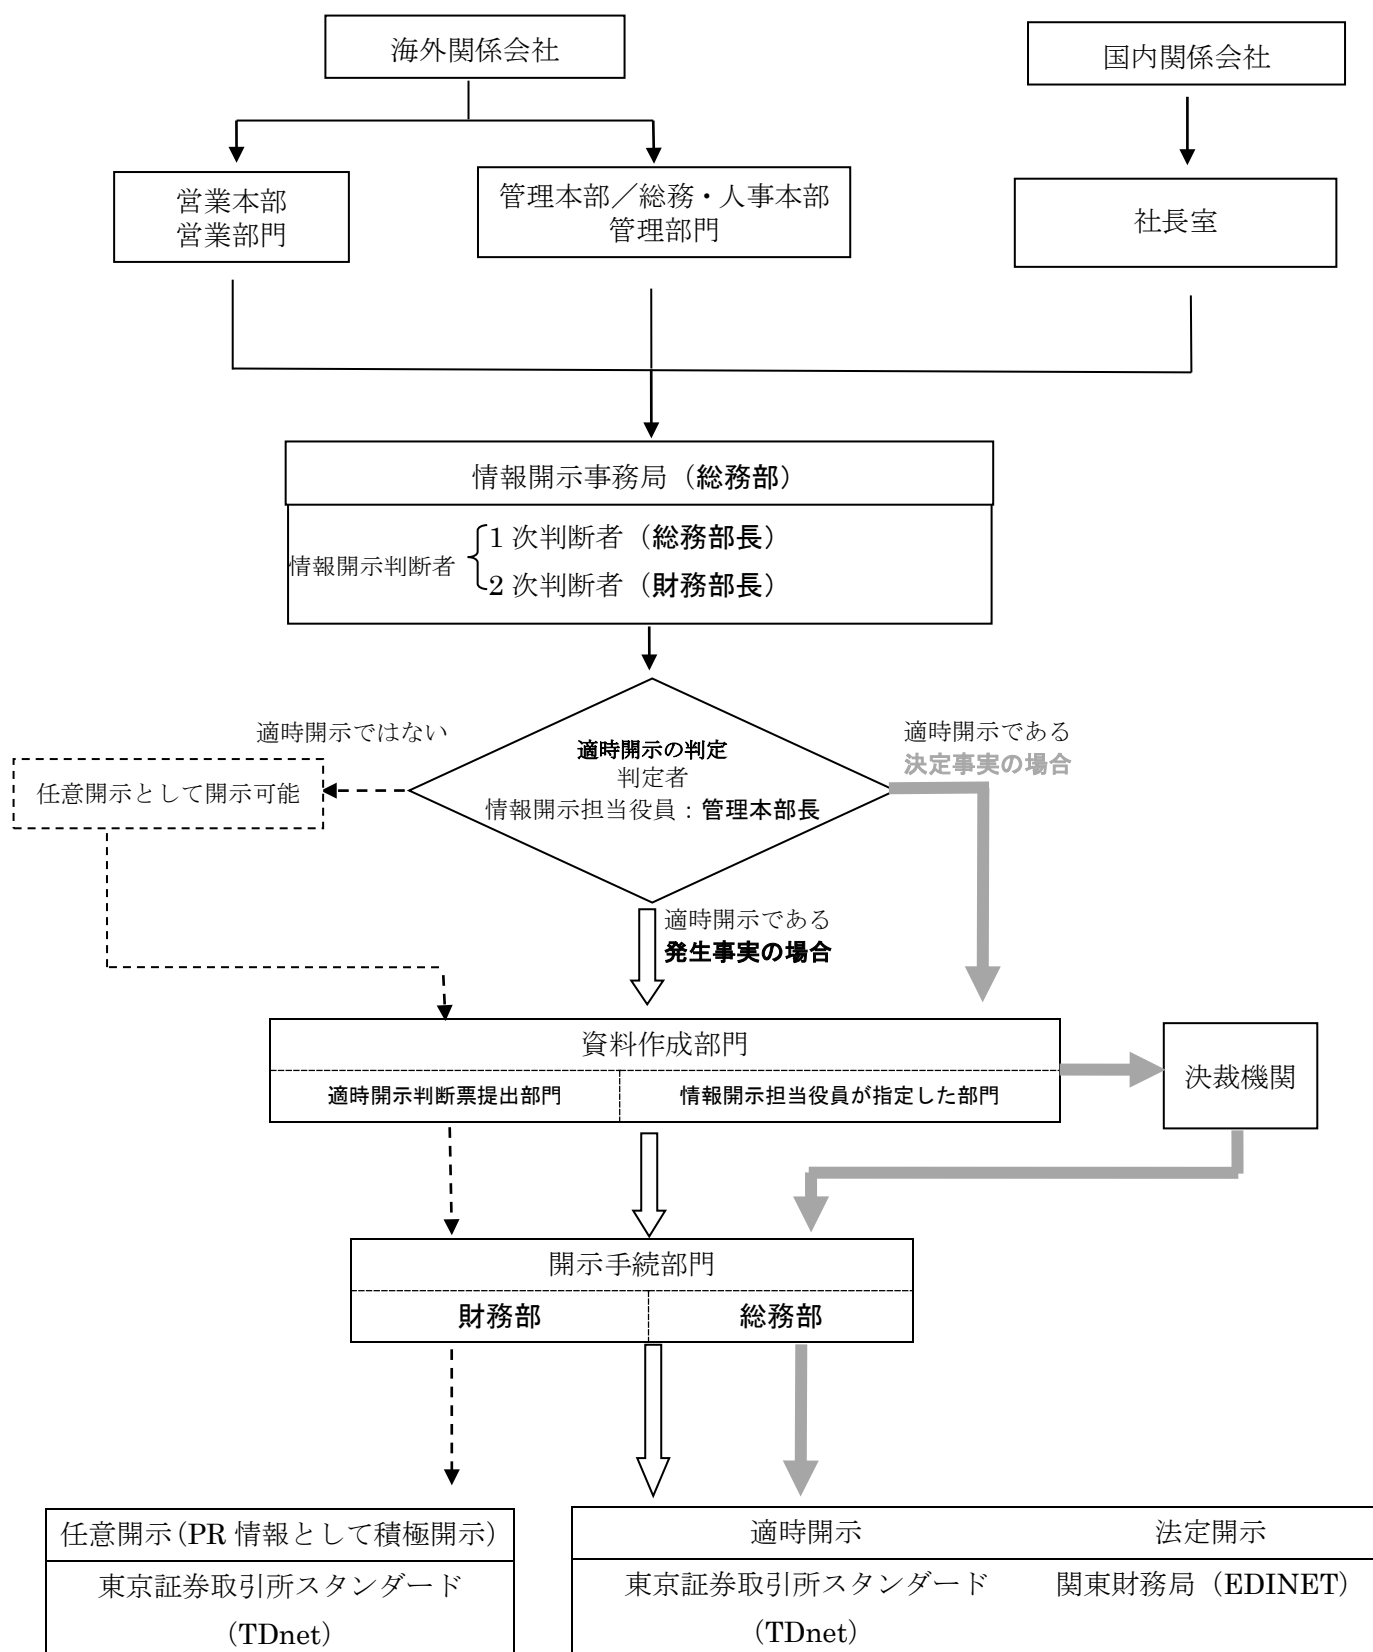 海外関係会社
国内関係会社
営業本部
営業部門
管理本部／総務・人事本部
管理部門
社長室
情報開示事務局（総務部）
情報開示判断者
1 次判断者（総務部長）
2 次判断者（財務部長）
適時開示ではない
適時開示の判定
判定者
情報開示担当役員：管理本部長
適時開示である
決定事実の場合
任意開示として開示可能
適時開示である
発生事実の場合
資料作成部門
適時開示判断票提出部門
情報開示担当役員が指定した部門
決裁機関
開示手続部門
財務部
総務部
任意開示（PR 情報として積極開示）
東京証券取引所スタンダード
（TDnet）
適時開示
法定開示
東京証券取引所スタンダード
関東財務局（EDINET）
（TDnet）